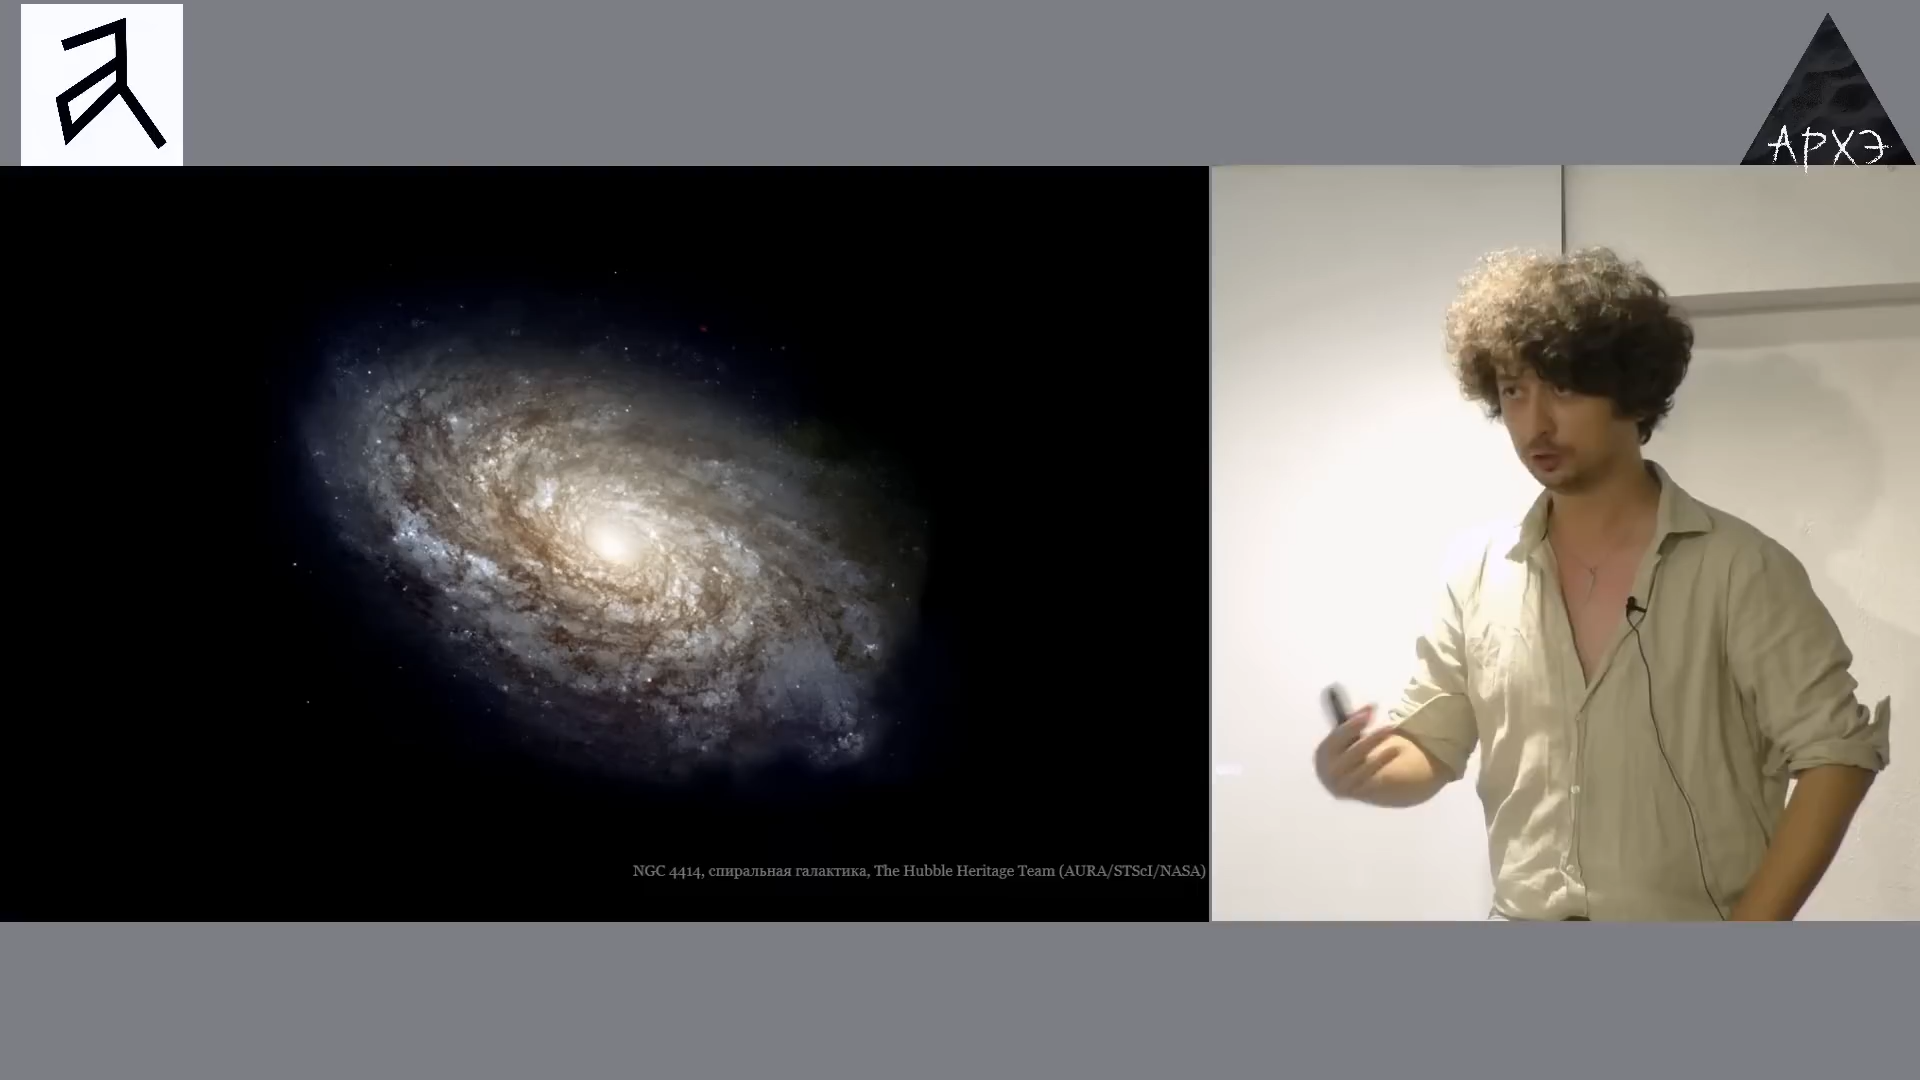 АРХЭ
NGC 4414, спиральная галактика, The Hubble Heritage Team (AURA/STScI/NASA)